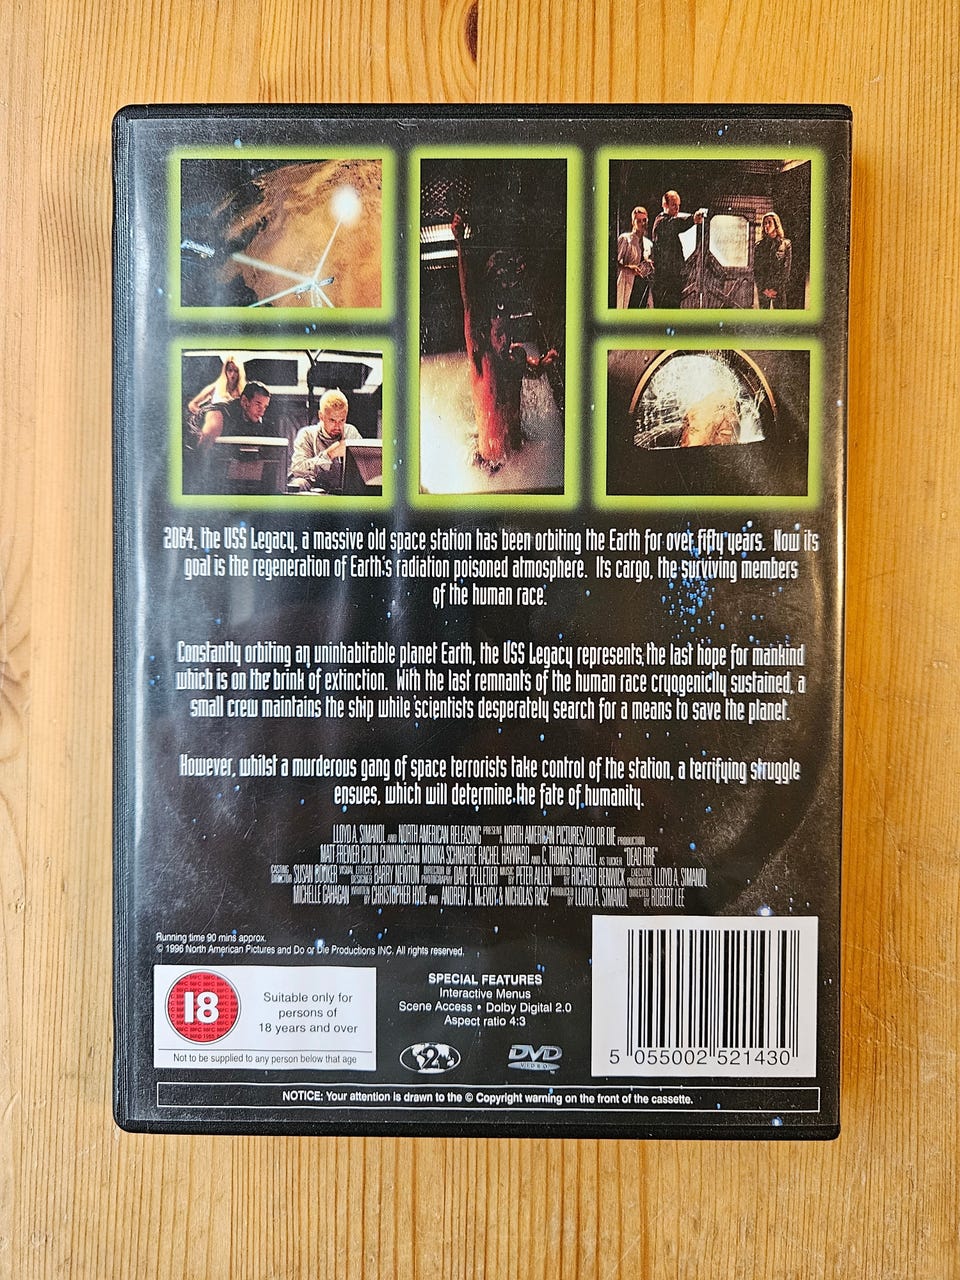 2064, the USS Legacy, a massive old space station has been orbiting the Earth for over fifty years. Now its
goal is the regeneration of Earth's radiation poisoned atmosphere. Its cargo, the surviving members
of the human race.
Constantly orbiting an uninhabitable planet Earth, the USS Legacy represents the last hope for mankind
which is on the brink of extinction. With the last remnants of the human race cryogeniclly sustained, a
small crew maintains the ship while scientists desperately search for a means to save the planet.
However, whilst a murderous gang of space terrorists take control of the station, a terrifying struggle
ensues, which will determine the fate of humanity.
LLOYD A. SIMANDL AND NORTH AMERICAN RELEASING PRESENT A NORTH AMERICAN PICTURES/DO OR DIE PRODUCTION
MATT FREWER COLIN CUNNINGHAM MONIKA SCHNARRE RACHEL HAYWARD AND C. THOMAS HOWELL AS TUCKER "DEAD FIRE"
CASTING DIRECTOR SUSAN BOOKER VISUAL EFFECTS DESIGNER BARRY NEWTON DIRECTOR OF PHOTOGRAPHY DAVE PELLETIER MUSIC BY PETER ALLEN EDITED BY RICHARD BENWICK EXECUTIVE PRODUCERS LLOYD A. SIMANDL
MICHELLE GAHAGAN WRITTEN BY CHRISTOPHER HYDE AND ANDREW J. McEVOY & NICHOLAS RACZ PRODUCED BY LLOYD A. SIMANDL DIRECTED BY ROBERT LEE
Running time 90 mins approx.
© 1996 North American Pictures and Do or Die Productions INC. All rights reserved.
18
Suitable only for
persons of
18 years and over
Not to be supplied to any person below that age
SPECIAL FEATURES
Interactive Menus
Scene Access • Dolby Digital 2.0
Aspect ratio 4:3
2
DVD
VIDEO
5 055002 521430
NOTICE: Your attention is drawn to the © Copyright warning on the front of the cassette.